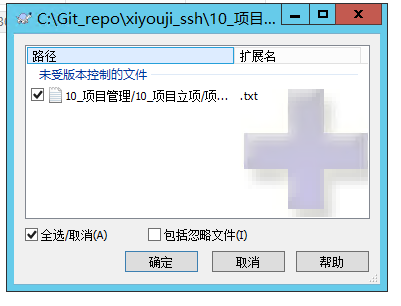 C:\Git_repo\xiyouji_ssh\10_项目...
路径 扩展名
未受版本控制的文件
10_项目管理/10_项目立项/项... .txt
全选/取消(A) 包括忽略文件(I)
确定 取消 帮助